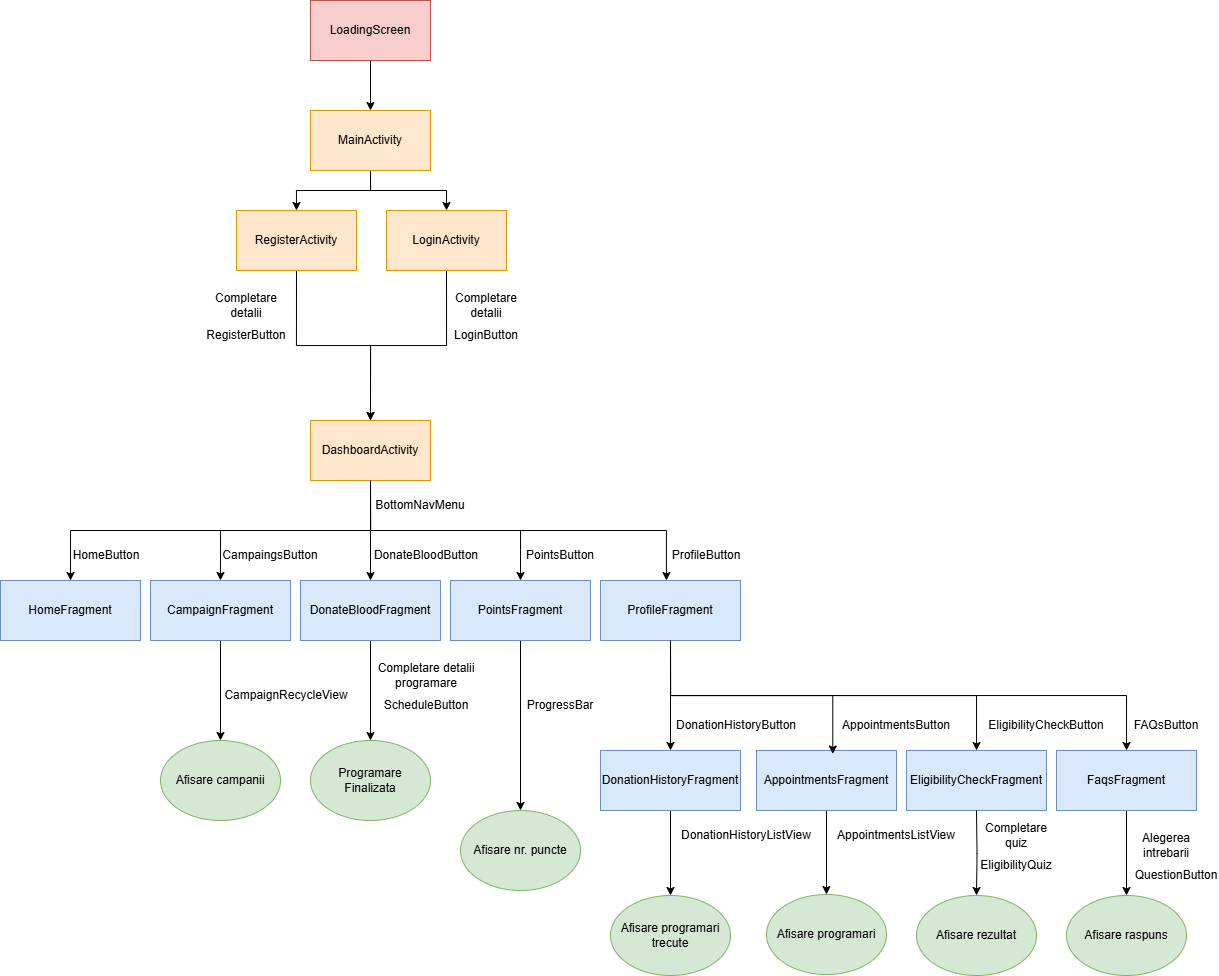 LoadingScreen
MainActivity
RegisterActivity
LoginActivity
Completare
detalii
RegisterButton
Completare
detalii
LoginButton
DashboardActivity
BottomNavMenu
HomeButton
CampaingsButton
DonateBloodButton
PointsButton
ProfileButton
HomeFragment
CampaignFragment
DonateBloodFragment
PointsFragment
ProfileFragment
CampaignRecycleView
Completare detalii
programare
ScheduleButton
ProgressBar
DonationHistoryButton
AppointmentsButton
EligibilityCheckButton
FAQsButton
Afisare campanii
Programare
Finalizata
DonationHistoryFragment
AppointmentsFragment
EligibilityCheckFragment
FaqsFragment
Afisare nr. puncte
DonationHistoryListView
AppointmentsListView
Completare
quiz
EligibilityQuiz
Alegerea
intrebarii
QuestionButton
Afisare programari
trecute
Afisare programari
Afisare rezultat
Afisare raspuns